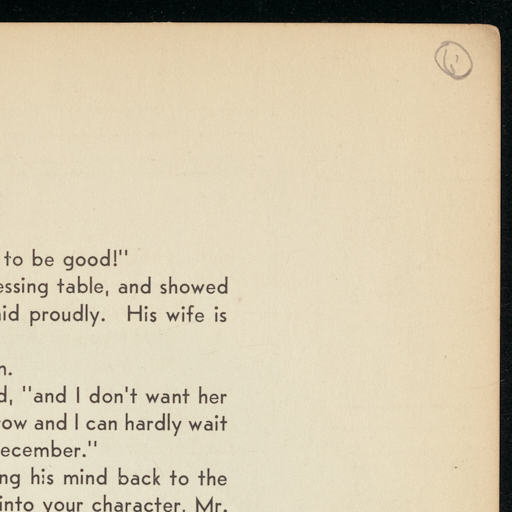 to be good!"
essing table, and showed
aid proudly. His wife is
n.
d, "and I don't want her
row and I can hardly wait
ecember."
ng his mind back to the
into your character, Mr.